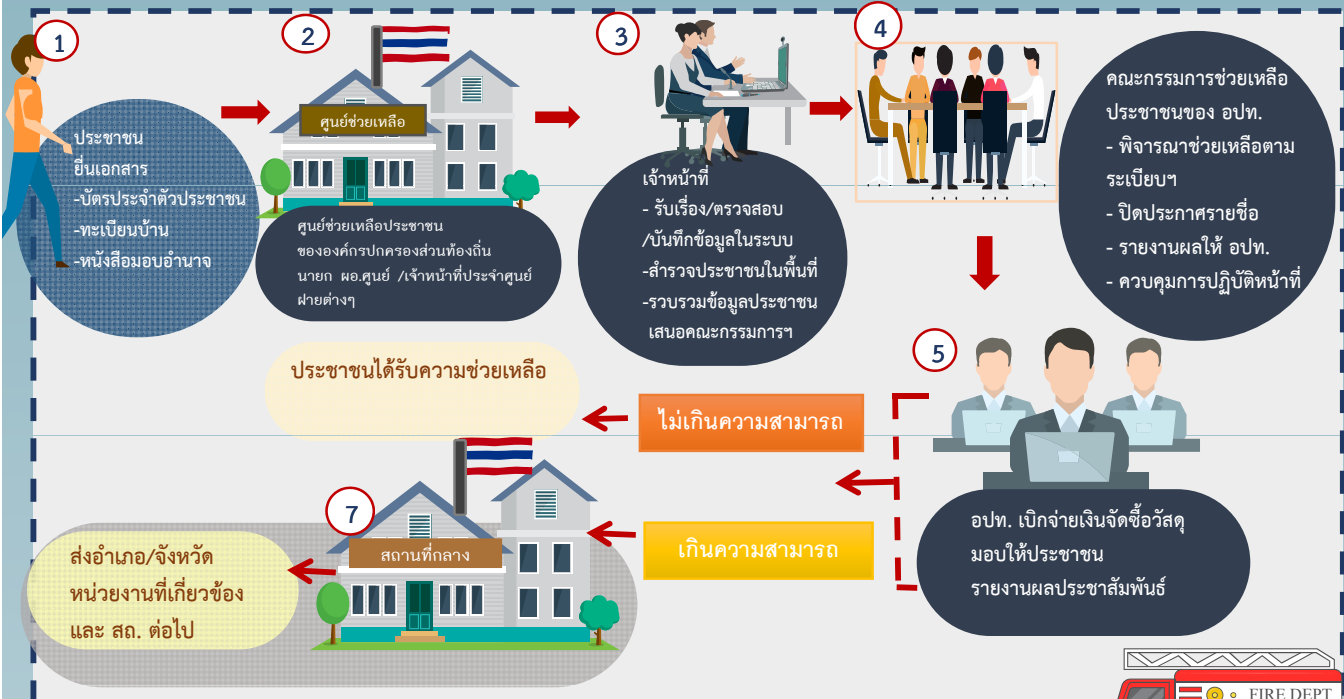 1
ประชาชน
ยื่นเอกสาร
-บัตรประจำตัวประชาชน
-ทะเบียนบ้าน
-หนังสือมอบอำนาจ
2
ศูนย์ช่วยเหลือ
ศูนย์ช่วยเหลือประชาชน
ขององค์กรปกครองส่วนท้องถิ่น
นายก ผอ.ศูนย์ /เจ้าหน้าที่ประจำศูนย์
ฝ่ายต่างๆ
3
เจ้าหน้าที่
- รับเรื่อง/ตรวจสอบ
/บันทึกข้อมูลในระบบ
-สำรวจประชาชนในพื้นที่
-รวบรวมข้อมูลประชาชน
เสนอคณะกรรมการฯ
4
คณะกรรมการช่วยเหลือ
ประชาชนของ อปท.
- พิจารณาช่วยเหลือตาม
ระเบียบฯ
- ปิดประกาศรายชื่อ
- รายงานผลให้ อปท.
- ควบคุมการปฏิบัติหน้าที่
5
อปท. เบิกจ่ายเงินจัดซื้อวัสดุ
มอบให้ประชาชน
รายงานผลประชาสัมพันธ์
ไม่เกินความสามารถ
ประชาชนได้รับความช่วยเหลือ
เกินความสามารถ
7
สถานที่กลาง
ส่งอำเภอ/จังหวัด
หน่วยงานที่เกี่ยวข้อง
และ สถ. ต่อไป
FIRE DEPT